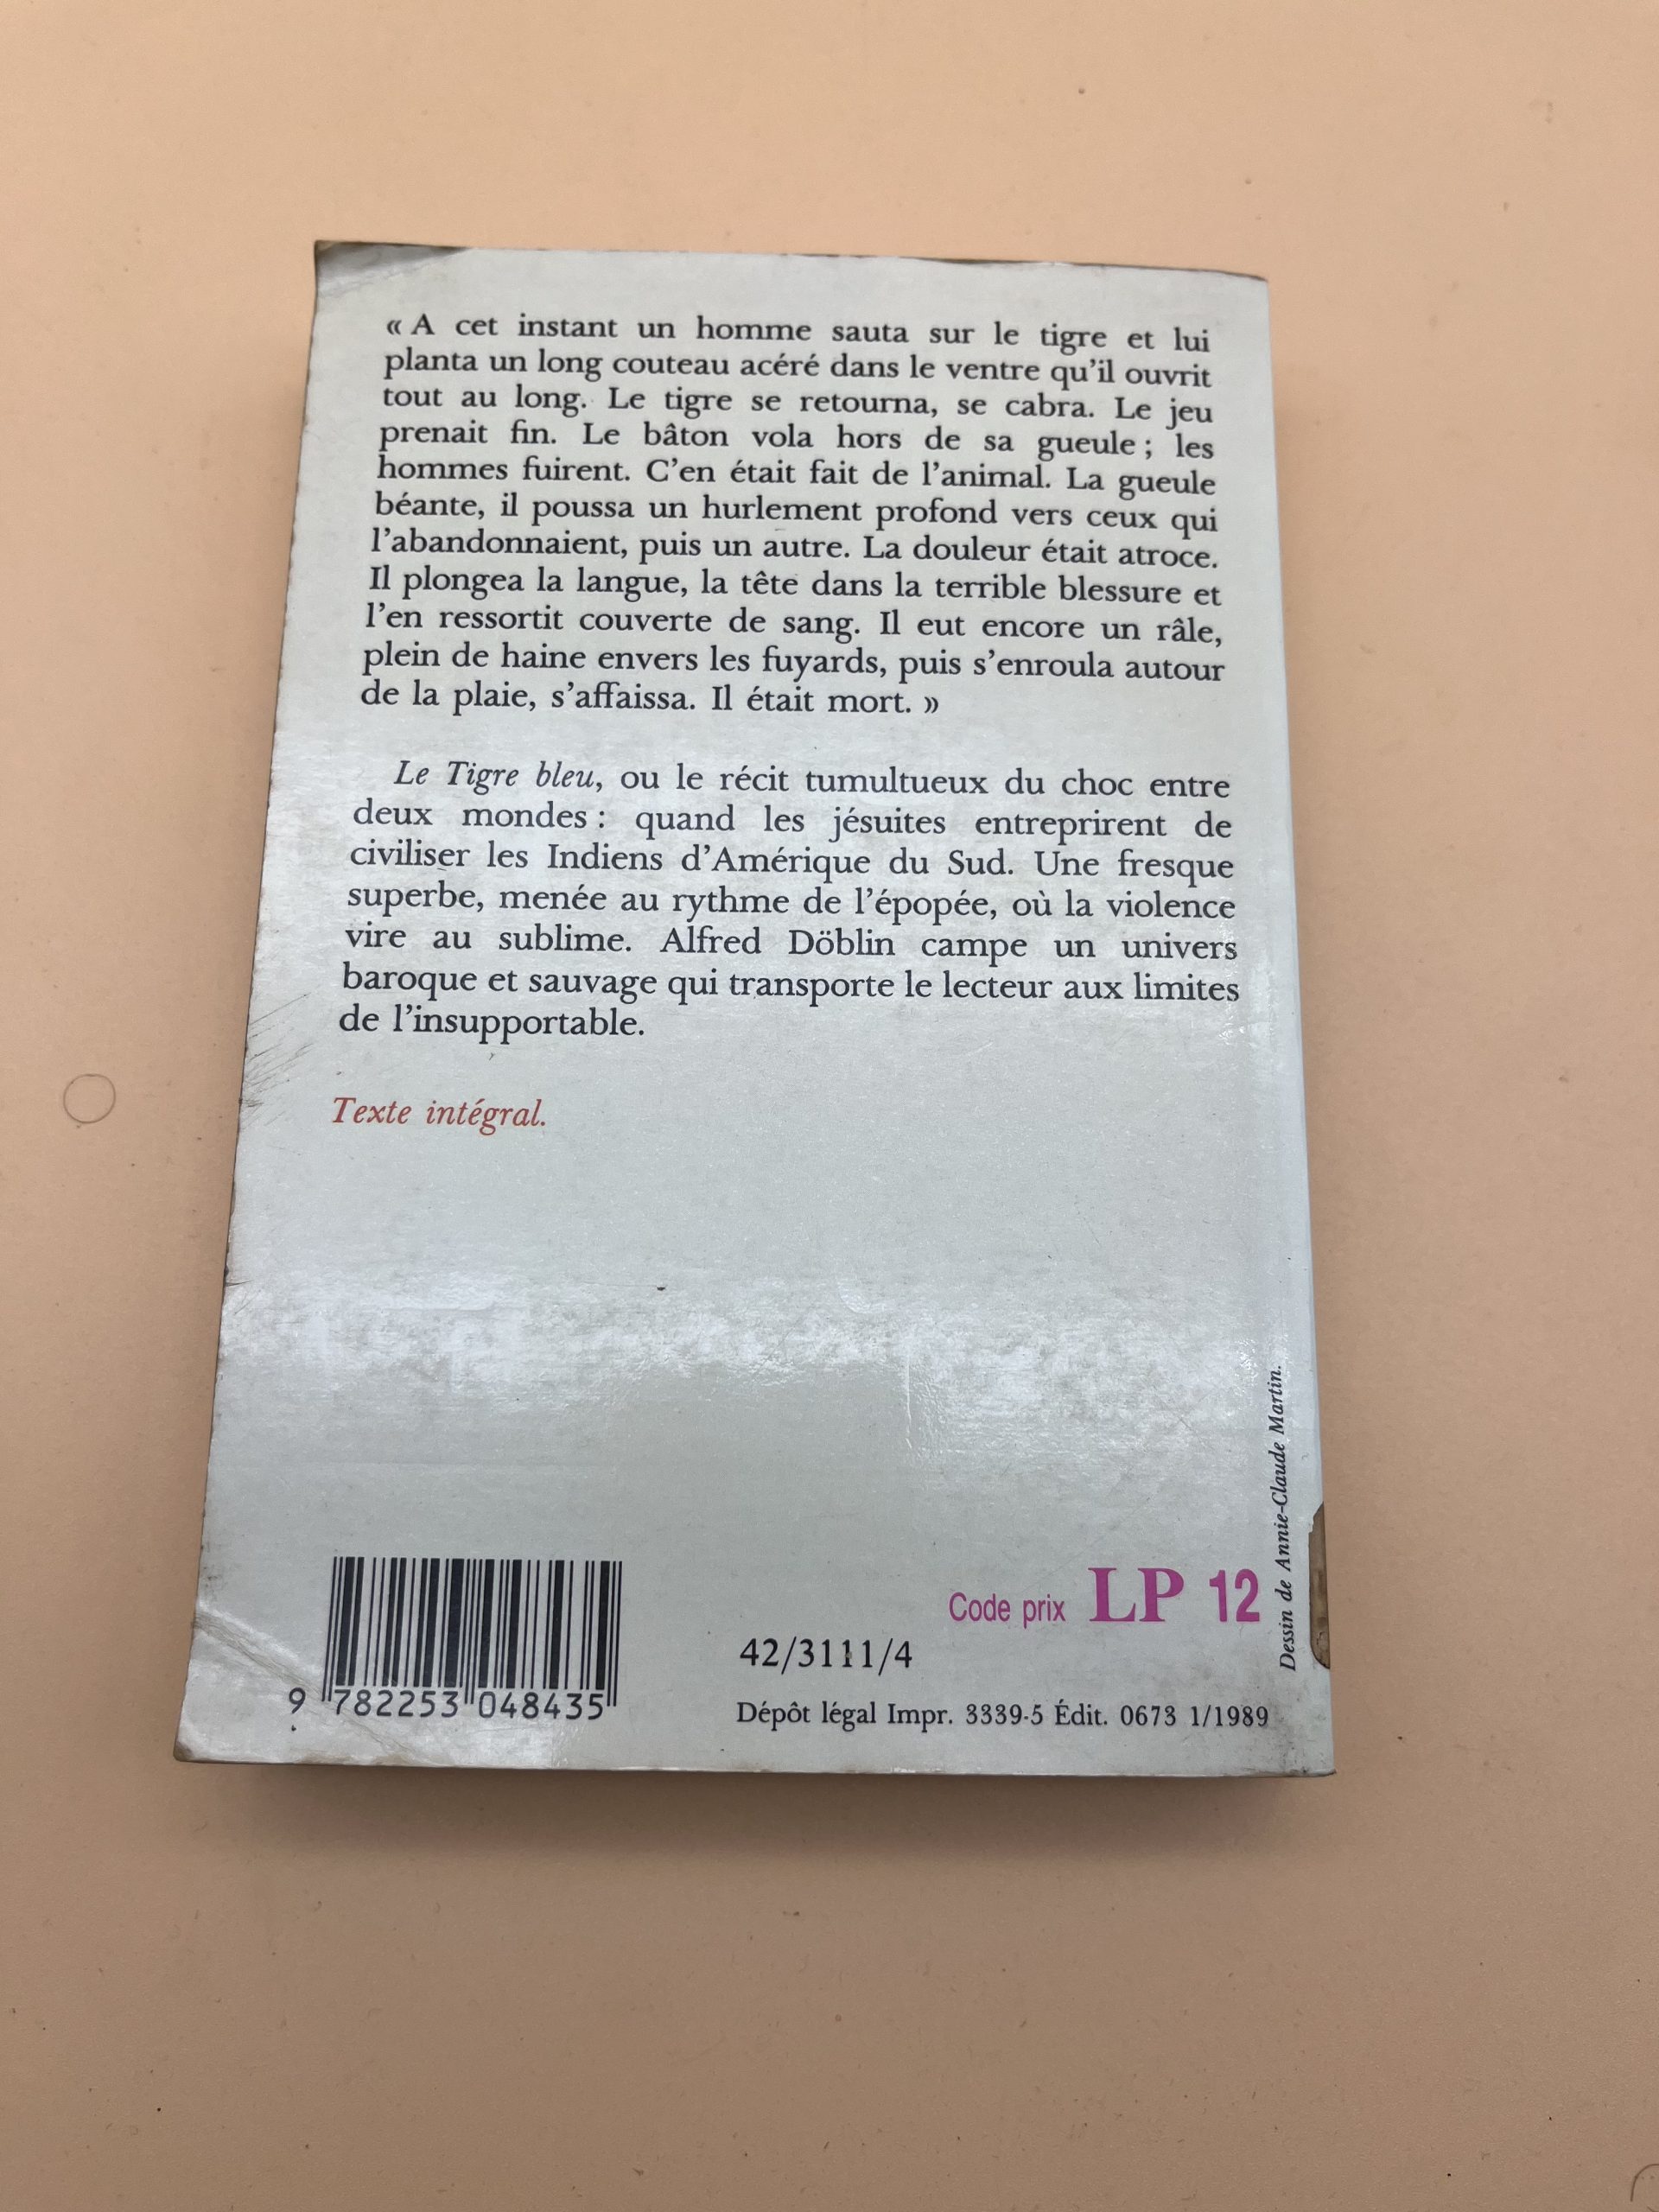 « A cet instant un homme sauta sur le tigre et lui
planta un long couteau acéré dans le ventre qu'il ouvrit
tout au long. Le tigre se retourna, se cabra. Le jeu
prenait fin. Le bâton vola hors de sa gueule ; les
hommes fuirent. C'en était fait de l'animal. La gueule
béante, il poussa un hurlement profond vers ceux qui
l'abandonnaient, puis un autre. La douleur était atroce.
Il plongea la langue, la tête dans la terrible blessure et
l'en ressortit couverte de sang. Il eut encore un râle,
plein de haine envers les fuyards, puis s'enroula autour
de la plaie, s'affaissa. Il était mort. »
Le Tigre bleu, ou le récit tumultueux du choc entre
deux mondes : quand les jésuites entreprirent de
civiliser les Indiens d'Amérique du Sud. Une fresque
superbe, menée au rythme de l'épopée, où la violence
vire au sublime. Alfred Döblin campe un univers
baroque et sauvage qui transporte le lecteur aux limites
de l'insupportable.
Texte intégral.
Dessin de Annie-Claude Martin.
Code prix LP 12
42/3111/4
9 782253 048435
Dépôt légal Impr. 3339-5 Édit. 0673 1/1989